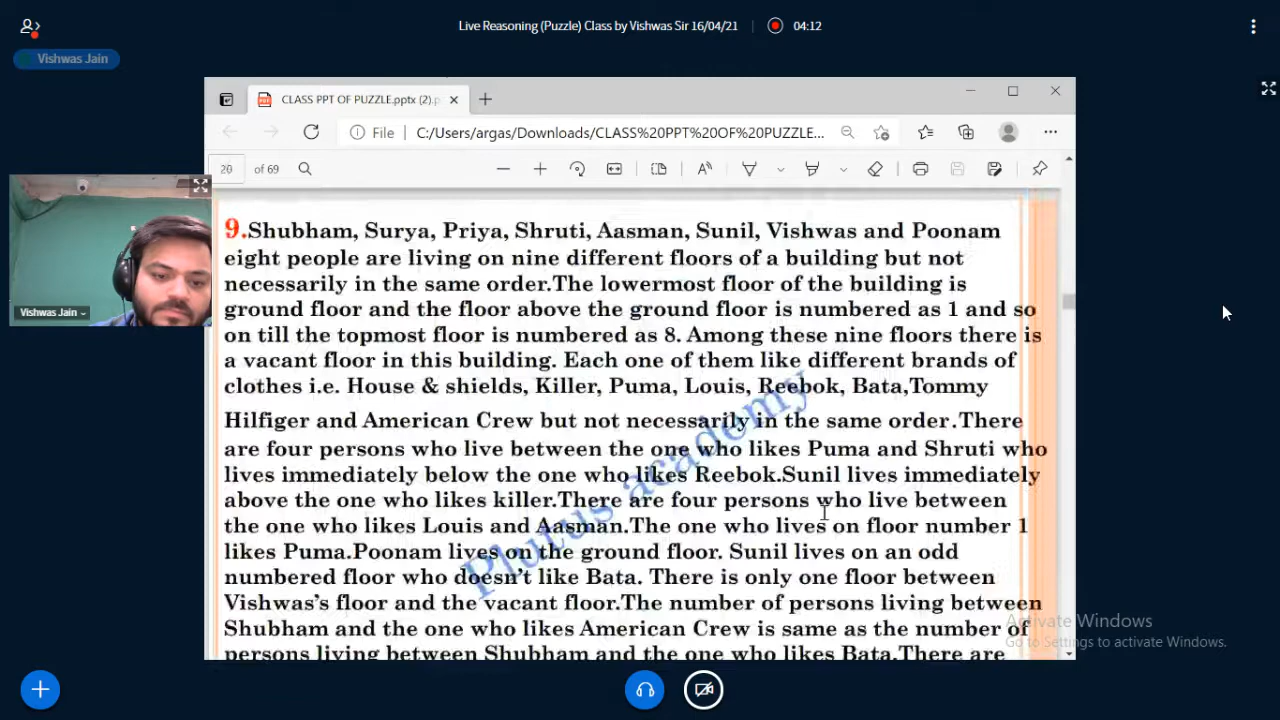 Live Reasoning (Puzzle) Class by Vishwas Sir 16/04/21 04:12
Vishwas Jain
CLASS PPT OF PUZZLE.pptx (2).p
File C:/Users/argas/Downloads/CLASS%20PPT%20OF%20PUZZLE...
20 of 69
9.Shubham, Surya, Priya, Shruti, Aasman, Sunil, Vishwas and Poonam
eight people are living on nine different floors of a building but not
necessarily in the same order.The lowermost floor of the building is
ground floor and the floor above the ground floor is numbered as 1 and so
on till the topmost floor is numbered as 8. Among these nine floors there is
a vacant floor in this building. Each one of them like different brands of
clothes i.e. House & shields, Killer, Puma, Louis, Reebok, Bata,Tommy
Hilfiger and American Crew but not necessarily in the same order.There
are four persons who live between the one who likes Puma and Shruti who
lives immediately below the one who likes Reebok.Sunil lives immediately
above the one who likes killer.There are four persons who live between
the one who likes Louis and Aasman.The one who lives on floor number 1
likes Puma.Poonam lives on the ground floor. Sunil lives on an odd
numbered floor who doesn't like Bata. There is only one floor between
Vishwas's floor and the vacant floor.The number of persons living between
Shubham and the one who likes American Crew is same as the number of
persons living between Shubham and the one who likes Bata.There are
Plutus academy
Vishwas Jain
Activate Windows
Go to Settings to activate Windows.